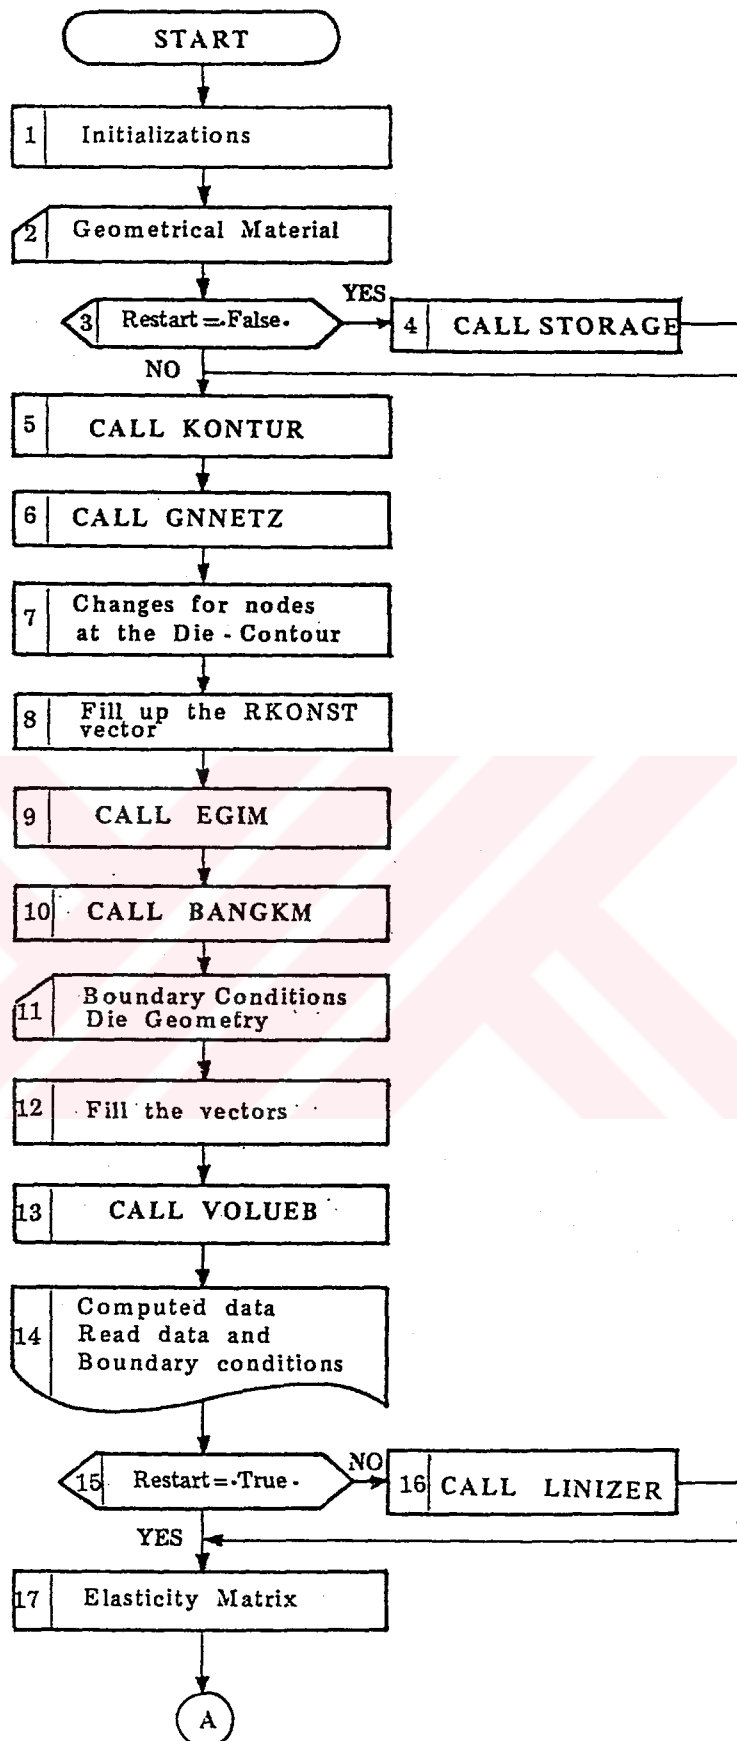 START
1 Initializations
2 Geometrical Material
3 Restart=.False.
YES
4 CALL STORAGE
NO
5 CALL KONTUR
6 CALL GNNETZ
7 Changes for nodes
at the Die-Contour
8 Fill up the RKONST
vector
9 CALL EGIM
10 CALL BANGKM
11 Boundary Conditions
Die Geometry
12 Fill the vectors
13 CALL VOLUEB
14 Computed data
Read data and
Boundary conditions
15 Restart=.True.
NO
16 CALL LINIZER
YES
17 Elasticity Matrix
A